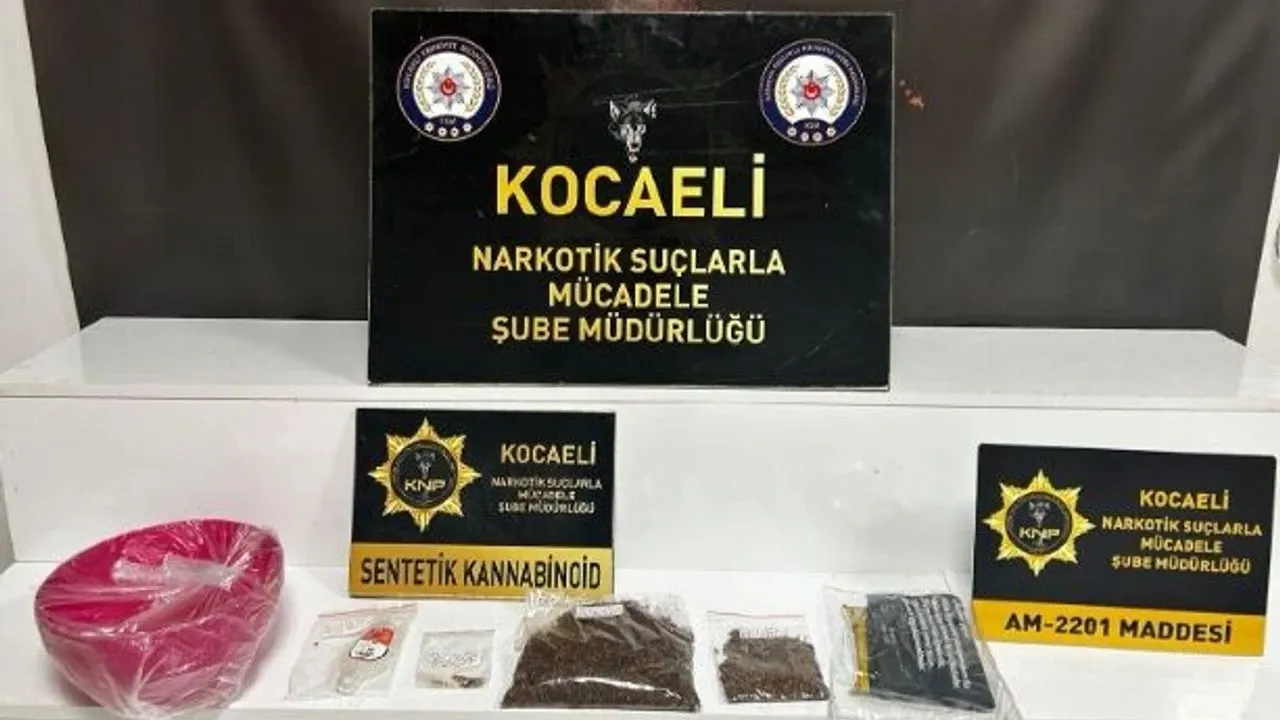 KOCAELİ
NARKOTİK SUÇLARLA
MÜCADELE
ŞUBE MÜDÜRLÜĞÜ
KNP
KOCAELİ
NARKOTİK SUÇLARLA
MÜCADELE
ŞUBE MÜDÜRLÜĞÜ
SENTETİK KANNABİNOİD
KNP
KOCAELİ
NARKOTİK SUÇLARLA
MÜCADELE
ŞUBE MÜDÜRLÜĞÜ
AM-2201 MADDESİ